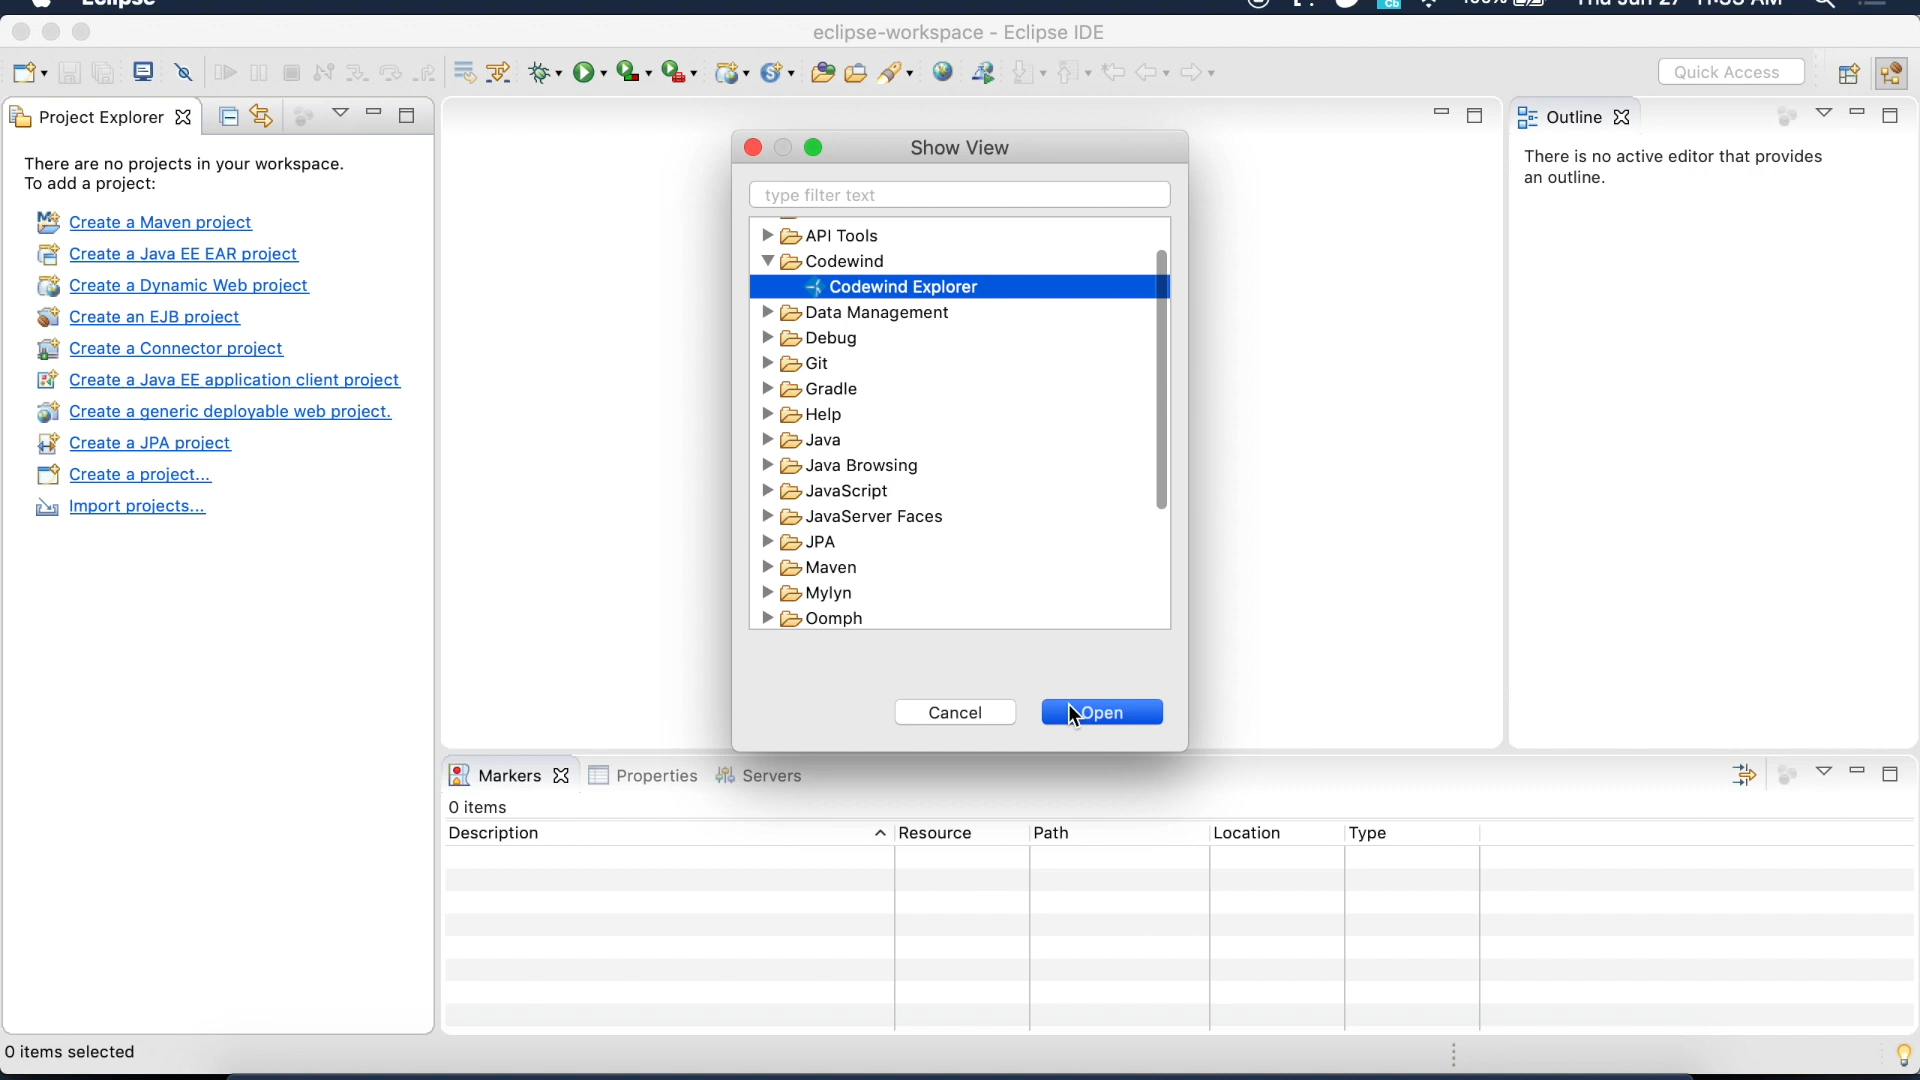 Eclipse
eclipse-workspace - Eclipse IDE
Quick Access
Project Explorer
There are no projects in your workspace.
To add a project:
Create a Maven project
Create a Java EE EAR project
Create a Dynamic Web project
Create an EJB project
Create a Connector project
Create a Java EE application client project
Create a generic deployable web project.
Create a JPA project
Create a project...
Import projects...
Show View
type filter text
API Tools
Codewind
Codewind Explorer
Data Management
Debug
Git
Gradle
Help
Java
Java Browsing
JavaScript
JavaServer Faces
JPA
Maven
Mylyn
Oomph
Cancel
Open
Outline
There is no active editor that provides
an outline.
Markers
Properties
Servers
0 items
Description
Resource
Path
Location
Type
0 items selected